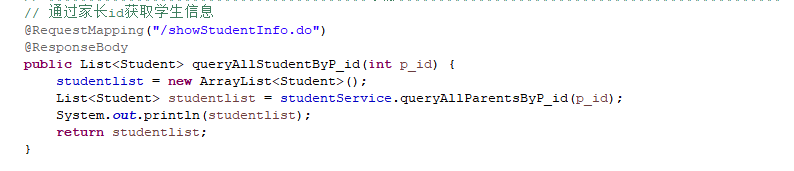 // 通过家长id获取学生信息
@RequestMapping("/showStudentInfo.do")
@ResponseBody
public List<Student> queryAllStudentByP_id(int p_id) {
studentlist = new ArrayList<Student>();
List<Student> studentlist = studentService.queryAllParentsByP_id(p_id);
System.out.println(studentlist);
return studentlist;
}